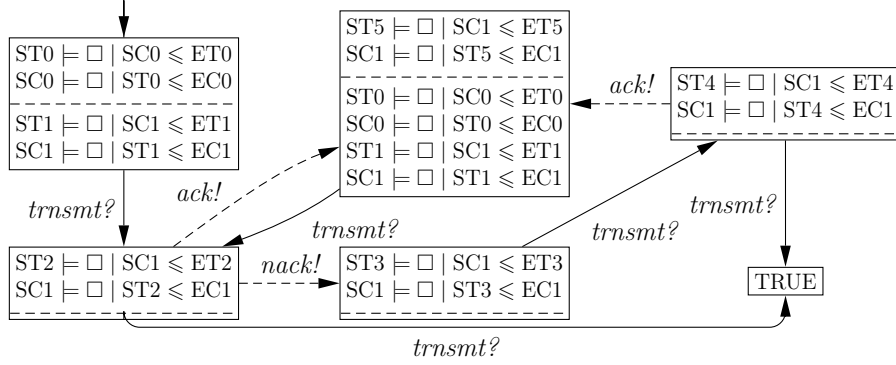 ST0 ⊨ □ | SC0 ⩽ ET0
SC0 ⊨ □ | ST0 ⩽ EC0
ST1 ⊨ □ | SC1 ⩽ ET1
SC1 ⊨ □ | ST1 ⩽ EC1
ST5 ⊨ □ | SC1 ⩽ ET5
SC1 ⊨ □ | ST5 ⩽ EC1
ST0 ⊨ □ | SC0 ⩽ ET0
SC0 ⊨ □ | ST0 ⩽ EC0
ST1 ⊨ □ | SC1 ⩽ ET1
SC1 ⊨ □ | ST1 ⩽ EC1
ack!
ST4 ⊨ □ | SC1 ⩽ ET4
SC1 ⊨ □ | ST4 ⩽ EC1
trnsmt?
ack!
trnsmt?
trnsmt?
trnsmt?
ST2 ⊨ □ | SC1 ⩽ ET2
SC1 ⊨ □ | ST2 ⩽ EC1
nack!
ST3 ⊨ □ | SC1 ⩽ ET3
SC1 ⊨ □ | ST3 ⩽ EC1
TRUE
trnsmt?